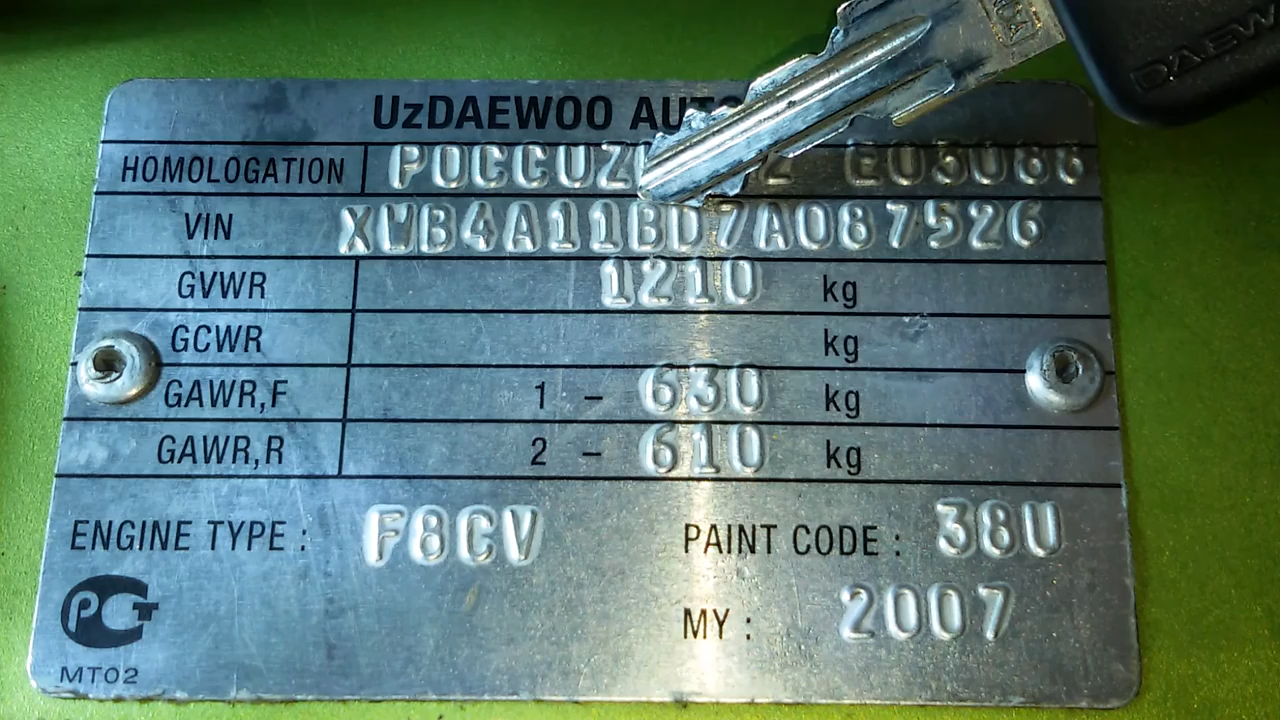 UzDAEWOO
HOMOLOGATION
VIN XWB4A11BD7A087526
GVWR 1210 kg
GCWR kg
GAWR,F 1 - 630 kg
GAWR,R 2 - 610 kg
ENGINE TYPE : F8CV PAINT CODE : 38U
MY : 2007
PCT
MT02